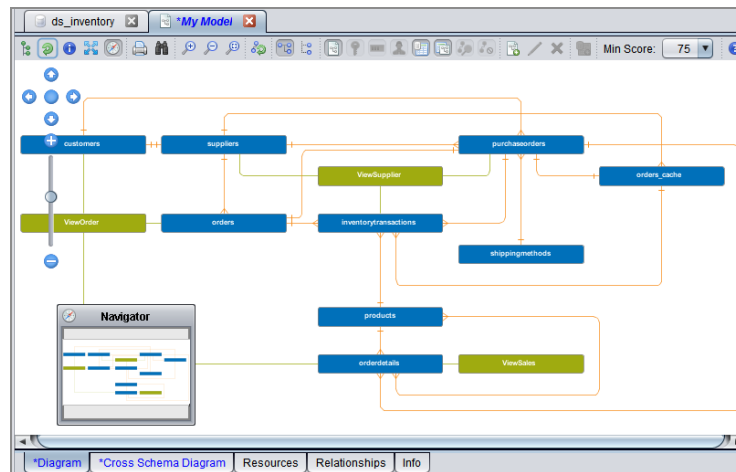 ds_inventory
*My Model
Min Score: 75
customers
suppliers
purchaseorders
ViewSupplier
orders_cache
ViewOrder
orders
inventorytransactions
shippingmethods
Navigator
products
orderdetails
ViewSales
*Diagram
*Cross Schema Diagram
Resources
Relationships
Info